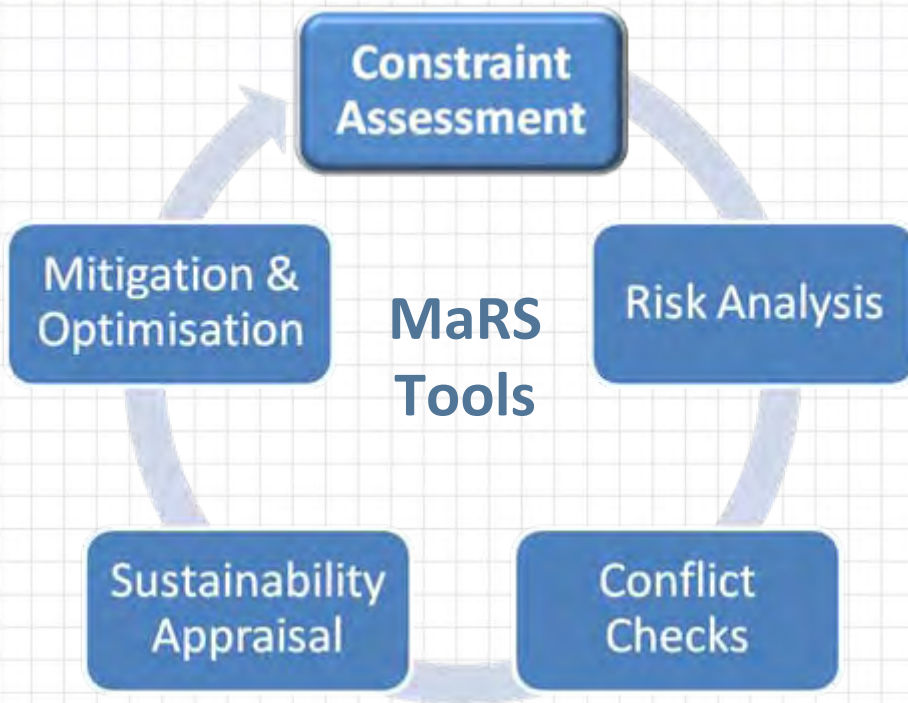 Constraint
Assessment
Risk Analysis
Conflict
Checks
Sustainability
Appraisal
Mitigation &
Optimisation
MaRS
Tools